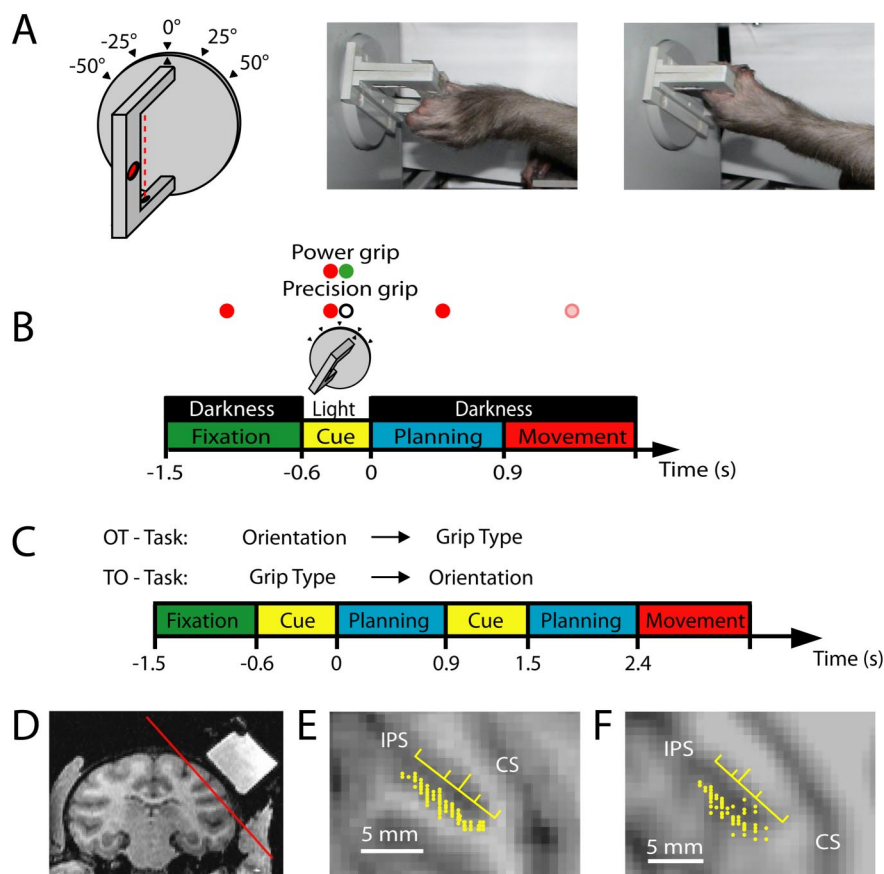 A
-50°
-25°
0°
25°
50°
Power grip
Precision grip
B
Darkness
Light
Darkness
Fixation
Cue
Planning
Movement
-1.5
-0.6
0
0.9
Time (s)
C
OT - Task:
Orientation
Grip Type
TO - Task:
Grip Type
Orientation
Fixation
Cue
Planning
Cue
Planning
Movement
-1.5
-0.6
0
0.9
1.5
2.4
Time (s)
D
E
IPS
CS
5 mm
F
IPS
CS
5 mm